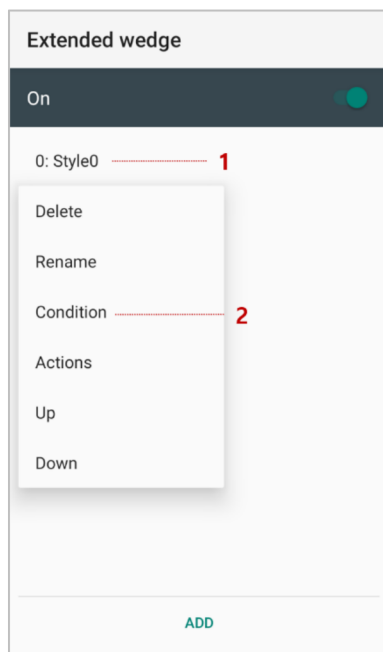 Extended wedge
On
0: Style0 1
Delete
Rename
Condition 2
Actions
Up
Down
ADD